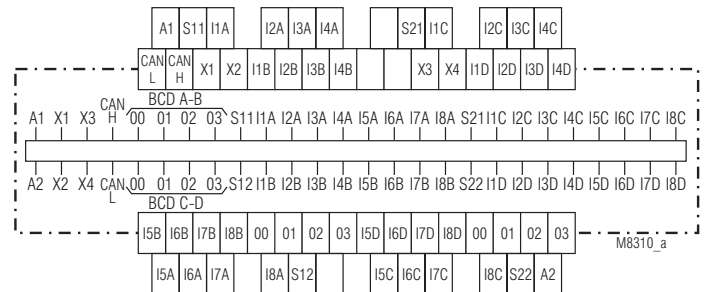 A1 S11 I1A I2A I3A I4A S21 I1C I2C I3C I4C
CAN L CAN H X1 X2 I1B I2B I3B I4B X3 X4 I1D I2D I3D I4D
BCD A-B
A1 X1 X3 CAN H 00 01 02 03 S11 I1A I2A I3A I4A I5A I6A I7A I8A S21 I1C I2C I3C I4C I5C I6C I7C I8C
A2 X2 X4 CAN L 00 01 02 03 S12 I1B I2B I3B I4B I5B I6B I7B I8B S22 I1D I2D I3D I4D I5D I6D I7D I8D
BCD C-D
I5B I6B I7B I8B 00 01 02 03 I5D I6D I7D I8D 00 01 02 03
M8310_a
I5A I6A I7A I8A S12 I5C I6C I7C I8C S22 A2